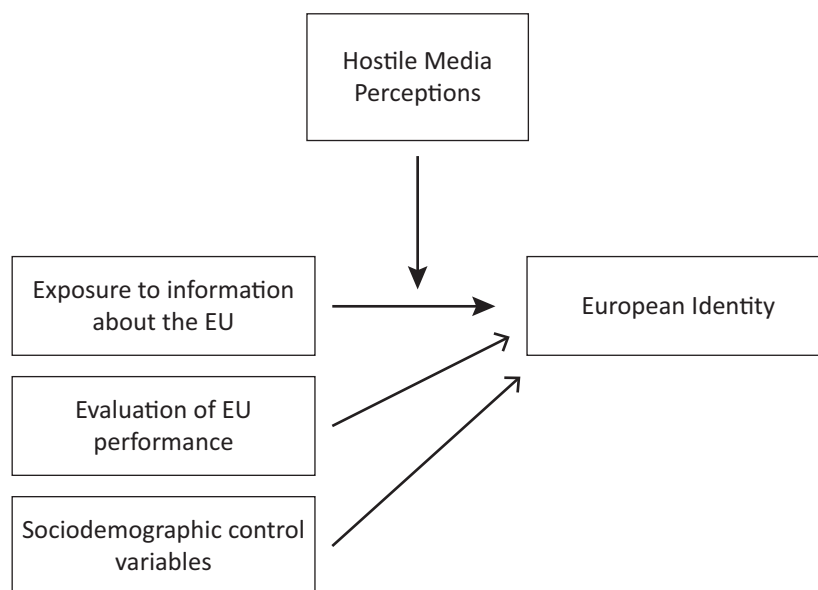 Hostile Media
Perceptions
Exposure to information
about the EU
European Identity
Evaluation of EU
performance
Sociodemographic control
variables